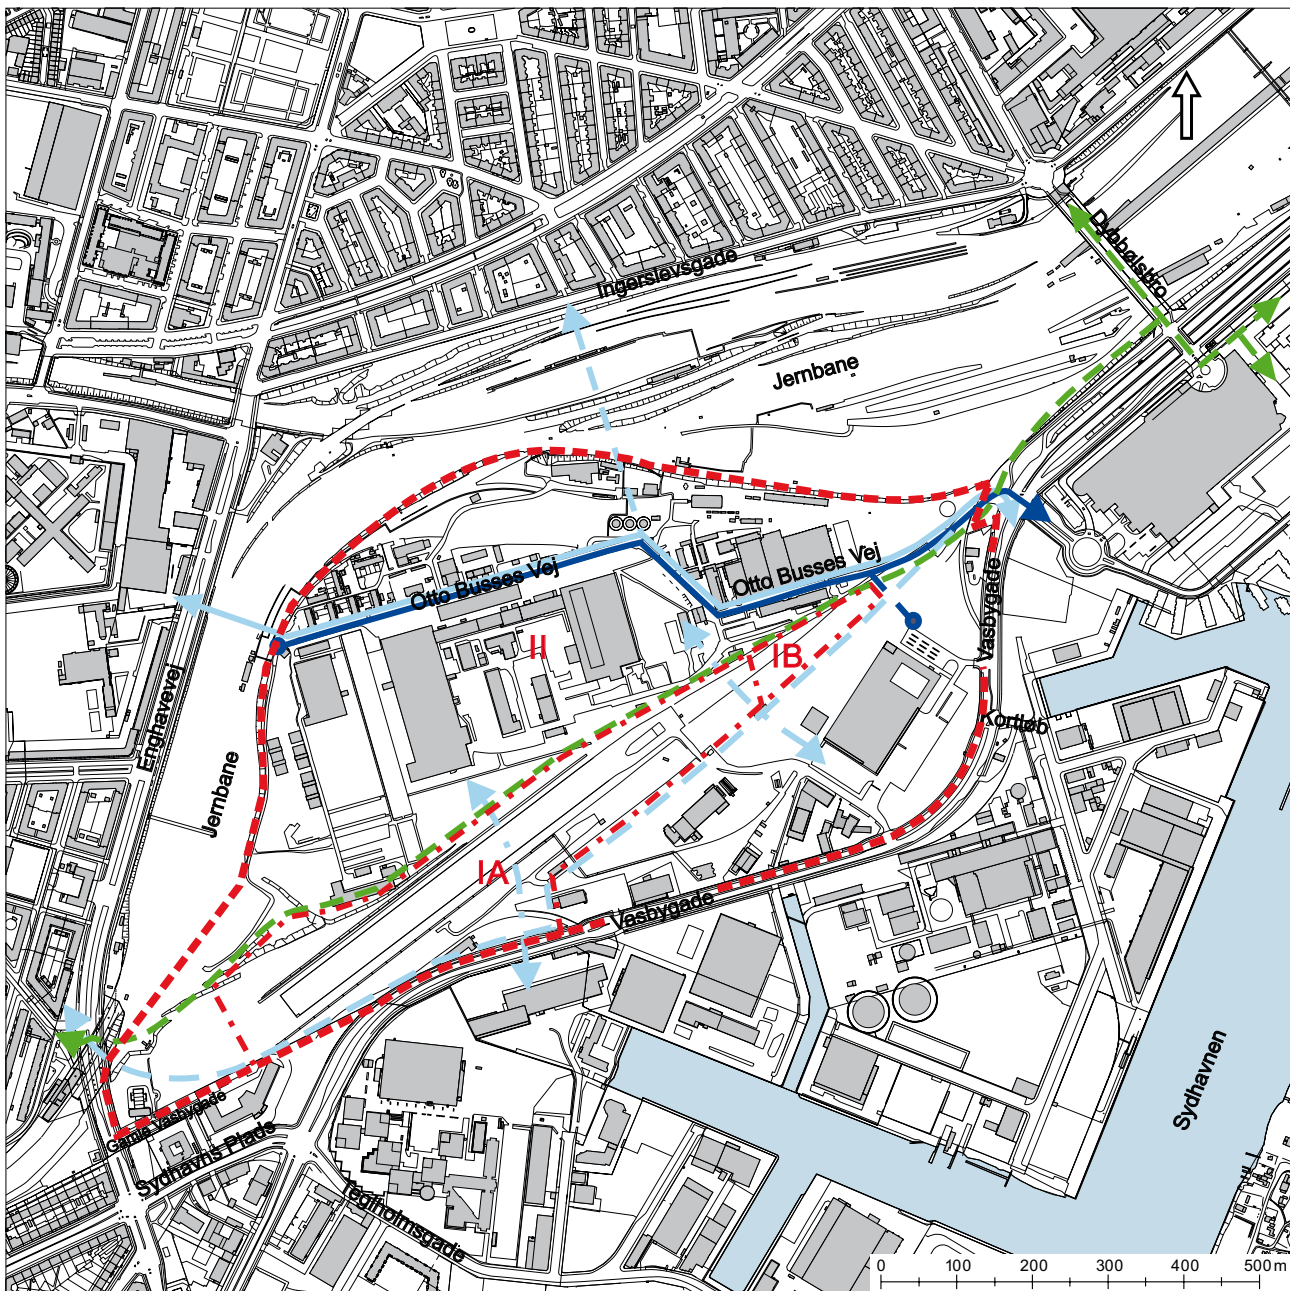 Dybbølsbro
Ingerslevsgade
Jernbane
Otto Busses Vej
Otto Busses Vej
Vasbygade
II
IB
Enghavevej
Kortløb
Jernbane
IA
Vasbygade
Sydhavnen
Gamle Vasbygade
Sydhavns Plads
Teglholmsgade
0 100 200 300 400 500 m